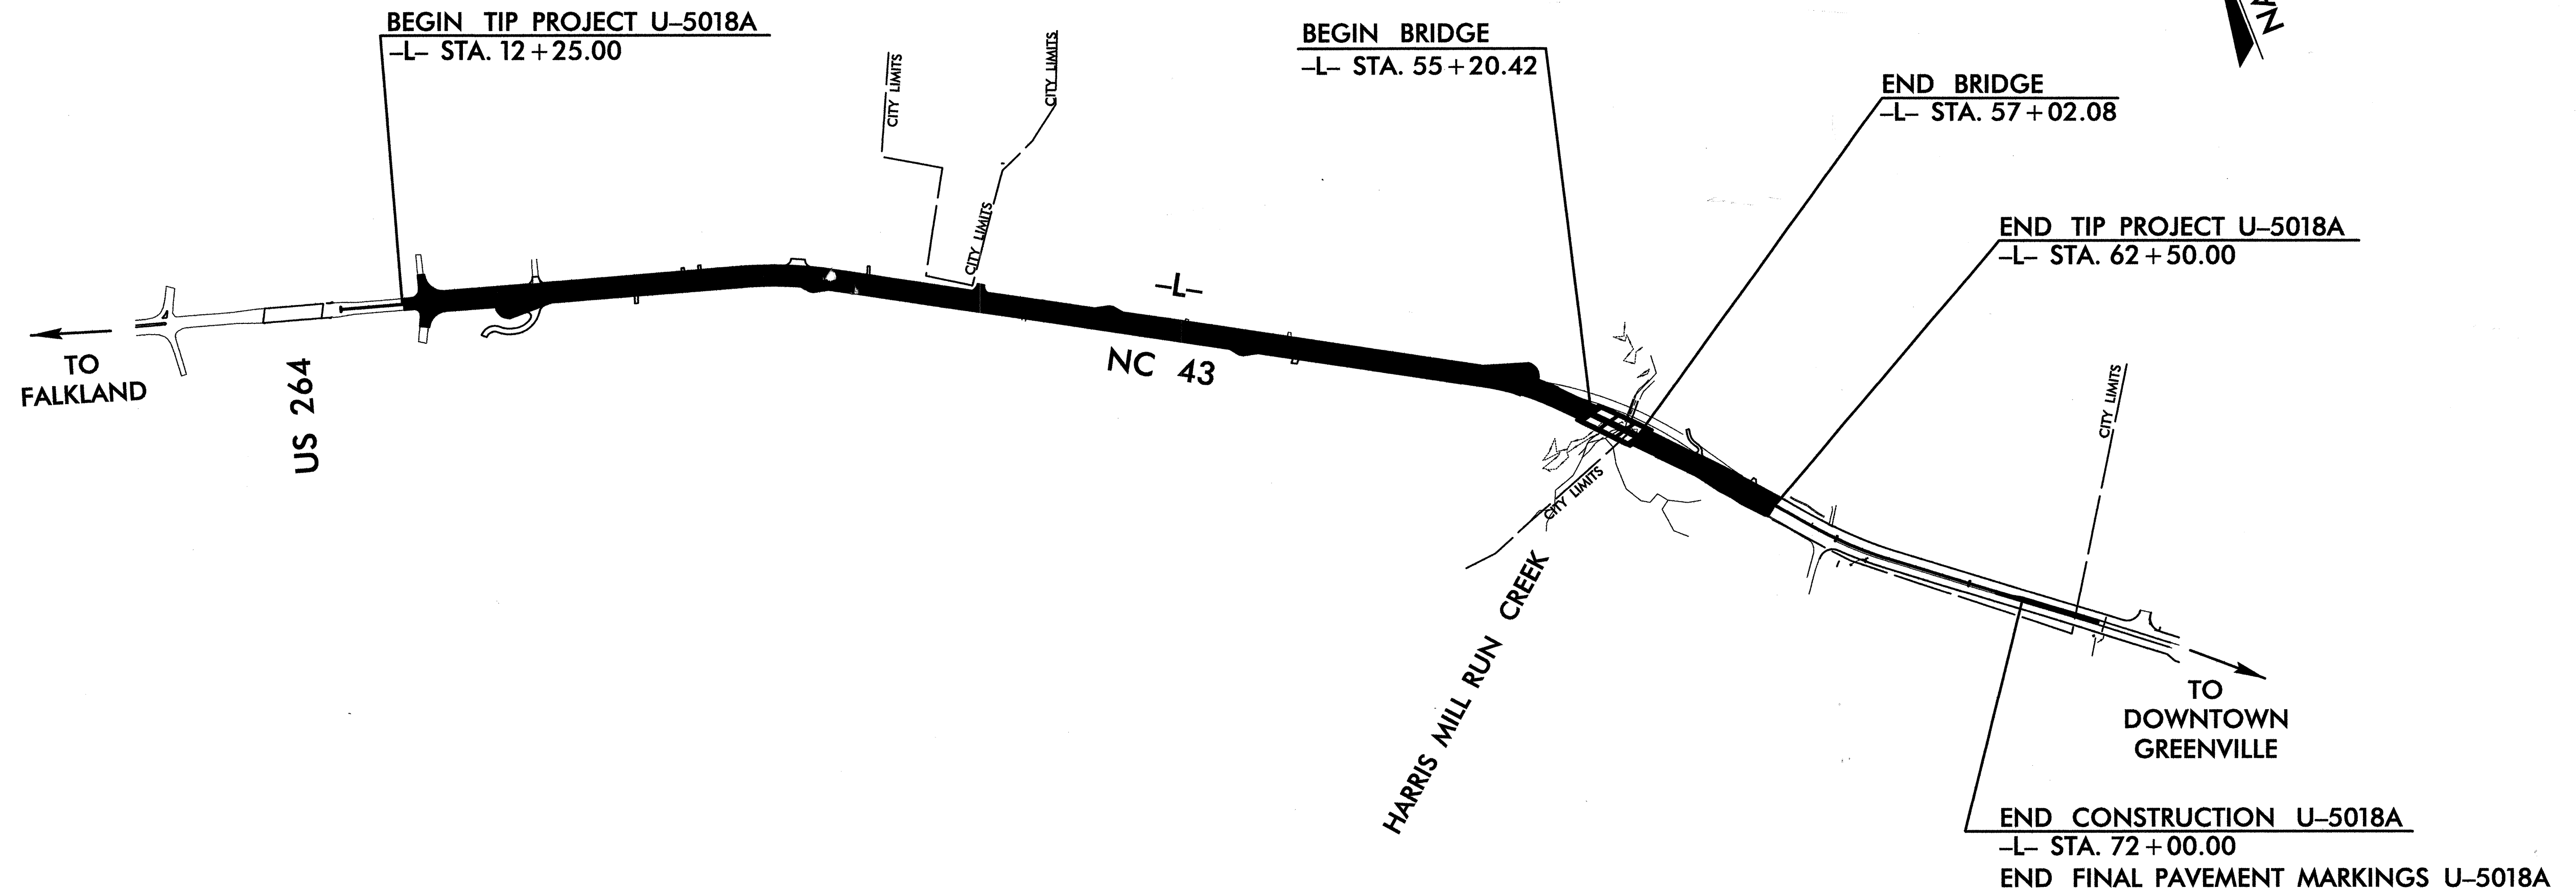 BEGIN TIP PROJECT U–5018A
–L– STA. 12+25.00
CITY LIMITS
CITY LIMITS
CITY LIMITS
BEGIN BRIDGE
–L– STA. 55+20.42
END BRIDGE
–L– STA. 57+02.08
END TIP PROJECT U–5018A
–L– STA. 62+50.00
–L–
NC 43
TO
FALKLAND
US 264
CITY LIMITS
CITY LIMITS
HARRIS MILL RUN CREEK
TO
DOWNTOWN
GREENVILLE
END CONSTRUCTION U–5018A
–L– STA. 72+00.00
END FINAL PAVEMENT MARKINGS U–5018A